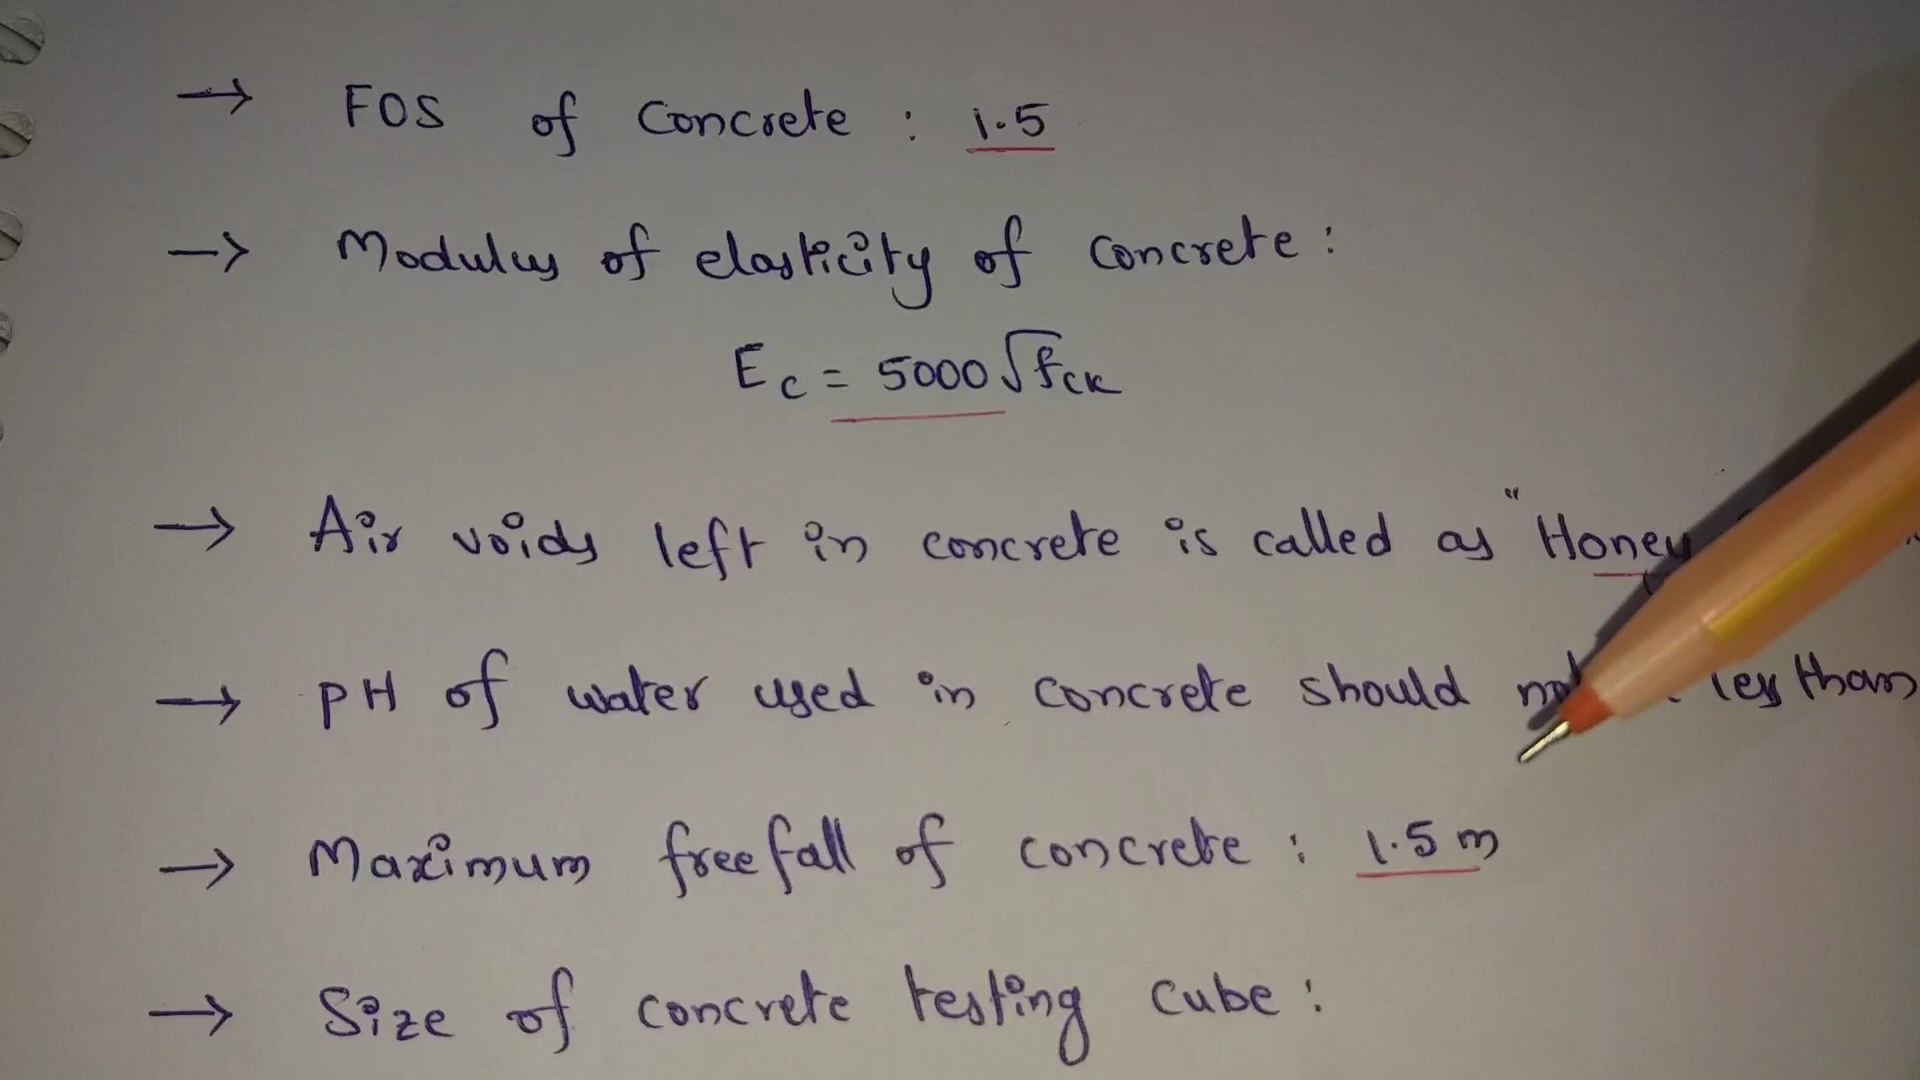 → FOS of Concrete : 1.5
→ Modulus of elasticity of concrete :
Ec = 5000√fck
→ Air voids left in concrete is called as "Honey
→ PH of water used in concrete should not less than
→ Maximum free fall of concrete : 1.5 m
→ Size of concrete testing cube :